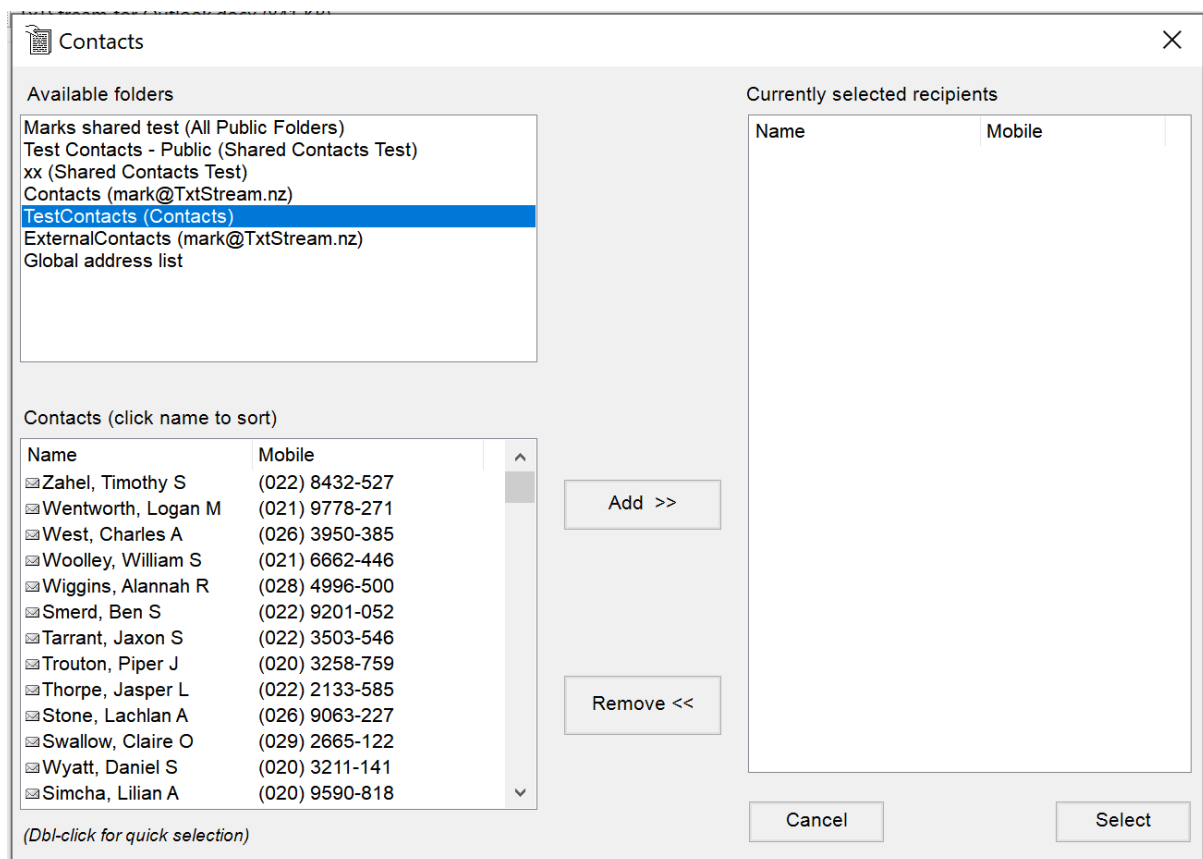 TxtStream for Outlook.docx (841 KB)
Contacts
Available folders
Marks shared test (All Public Folders)
Test Contacts - Public (Shared Contacts Test)
xx (Shared Contacts Test)
Contacts (mark@TxtStream.nz)
TestContacts (Contacts)
ExternalContacts (mark@TxtStream.nz)
Global address list
Contacts (click name to sort)
Name Mobile
Zahel, Timothy S (022) 8432-527
Wentworth, Logan M (021) 9778-271
West, Charles A (026) 3950-385
Woolley, William S (021) 6662-446
Wiggins, Alannah R (028) 4996-500
Smerd, Ben S (022) 9201-052
Tarrant, Jaxon S (022) 3503-546
Trouton, Piper J (020) 3258-759
Thorpe, Jasper L (022) 2133-585
Stone, Lachlan A (026) 9063-227
Swallow, Claire O (029) 2665-122
Wyatt, Daniel S (020) 3211-141
Simcha, Lilian A (020) 9590-818
(Dbl-click for quick selection)
Add >>
Remove <<
Currently selected recipients
Name Mobile
Cancel Select